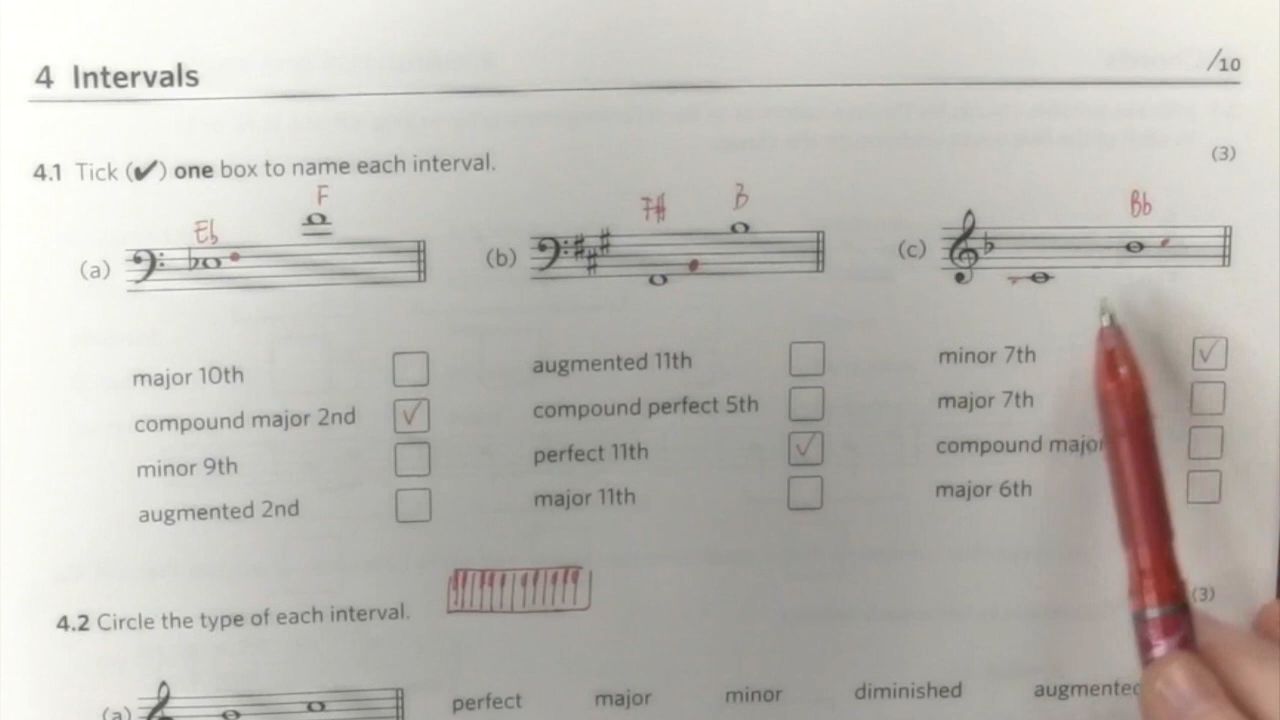 4 Intervals /10
4.1 Tick (✔) one box to name each interval. (3)
Eb F F# B Bb
(a) (b) (c)
major 10th augmented 11th minor 7th
compound major 2nd ✓ compound perfect 5th major 7th
minor 9th perfect 11th ✓ compound major
augmented 2nd major 11th major 6th
4.2 Circle the type of each interval. (3)
(a) perfect major minor diminished augmented